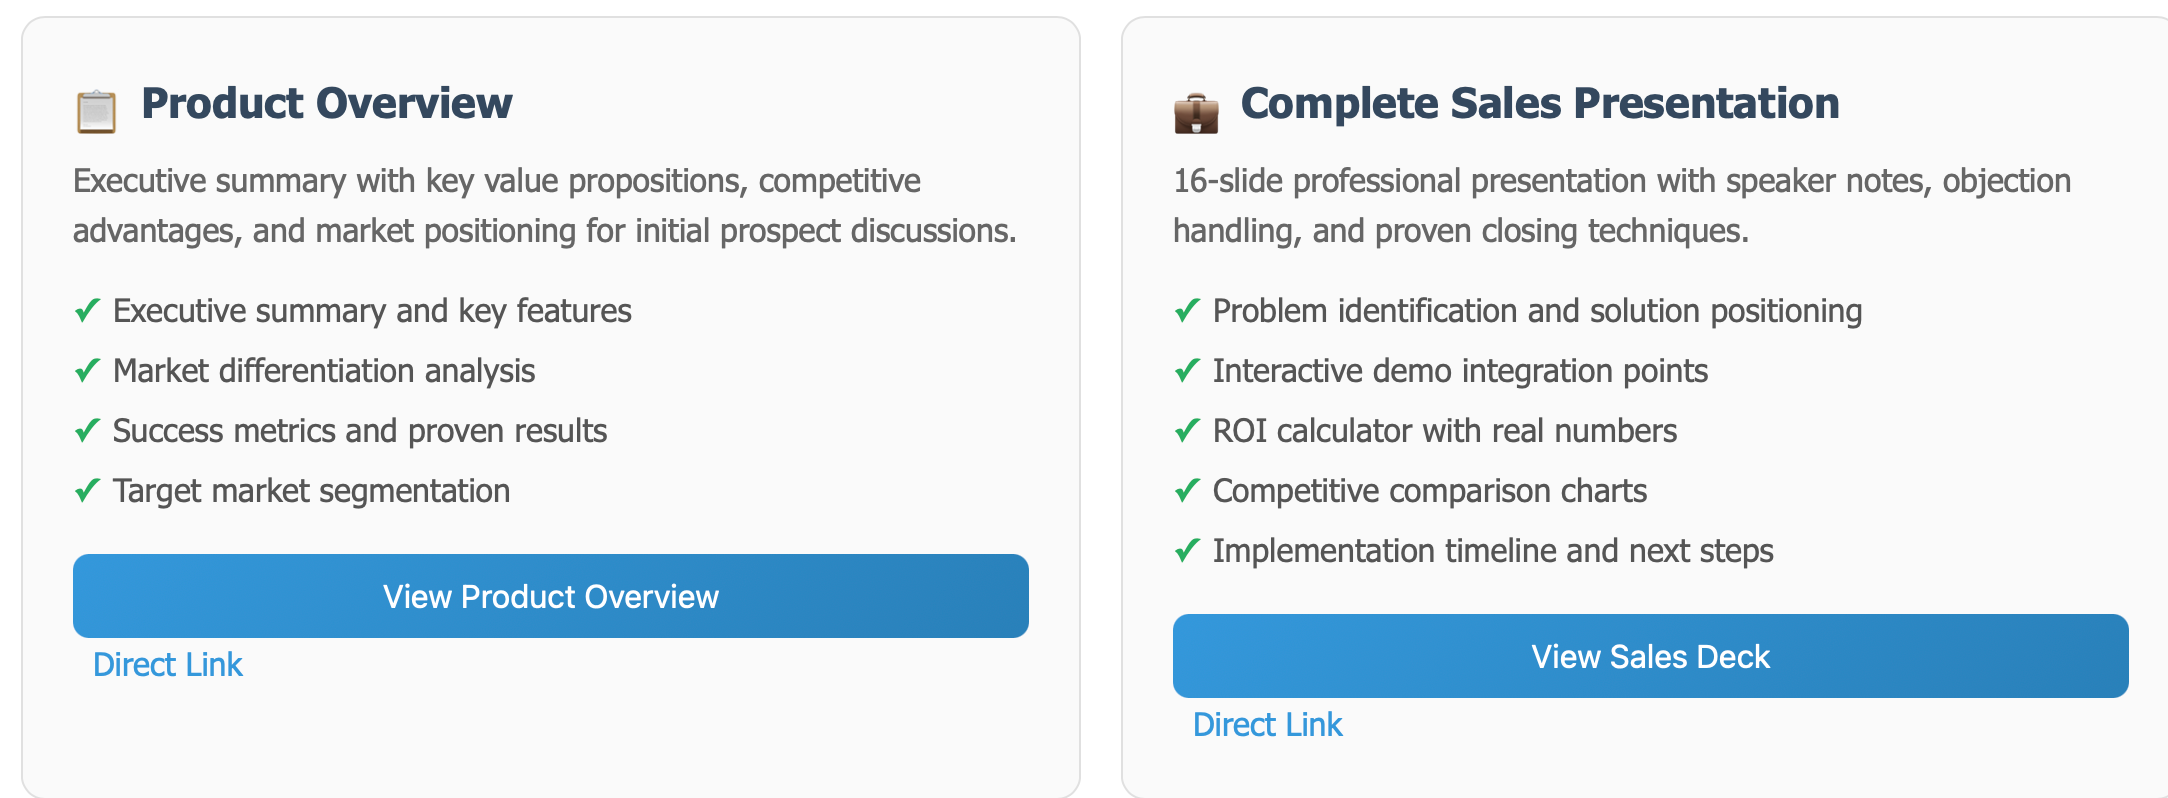 Product Overview
Executive summary with key value propositions, competitive
advantages, and market positioning for initial prospect discussions.
✓ Executive summary and key features
✓ Market differentiation analysis
✓ Success metrics and proven results
✓ Target market segmentation
View Product Overview
Direct Link
Complete Sales Presentation
16-slide professional presentation with speaker notes, objection
handling, and proven closing techniques.
✓ Problem identification and solution positioning
✓ Interactive demo integration points
✓ ROI calculator with real numbers
✓ Competitive comparison charts
✓ Implementation timeline and next steps
View Sales Deck
Direct Link